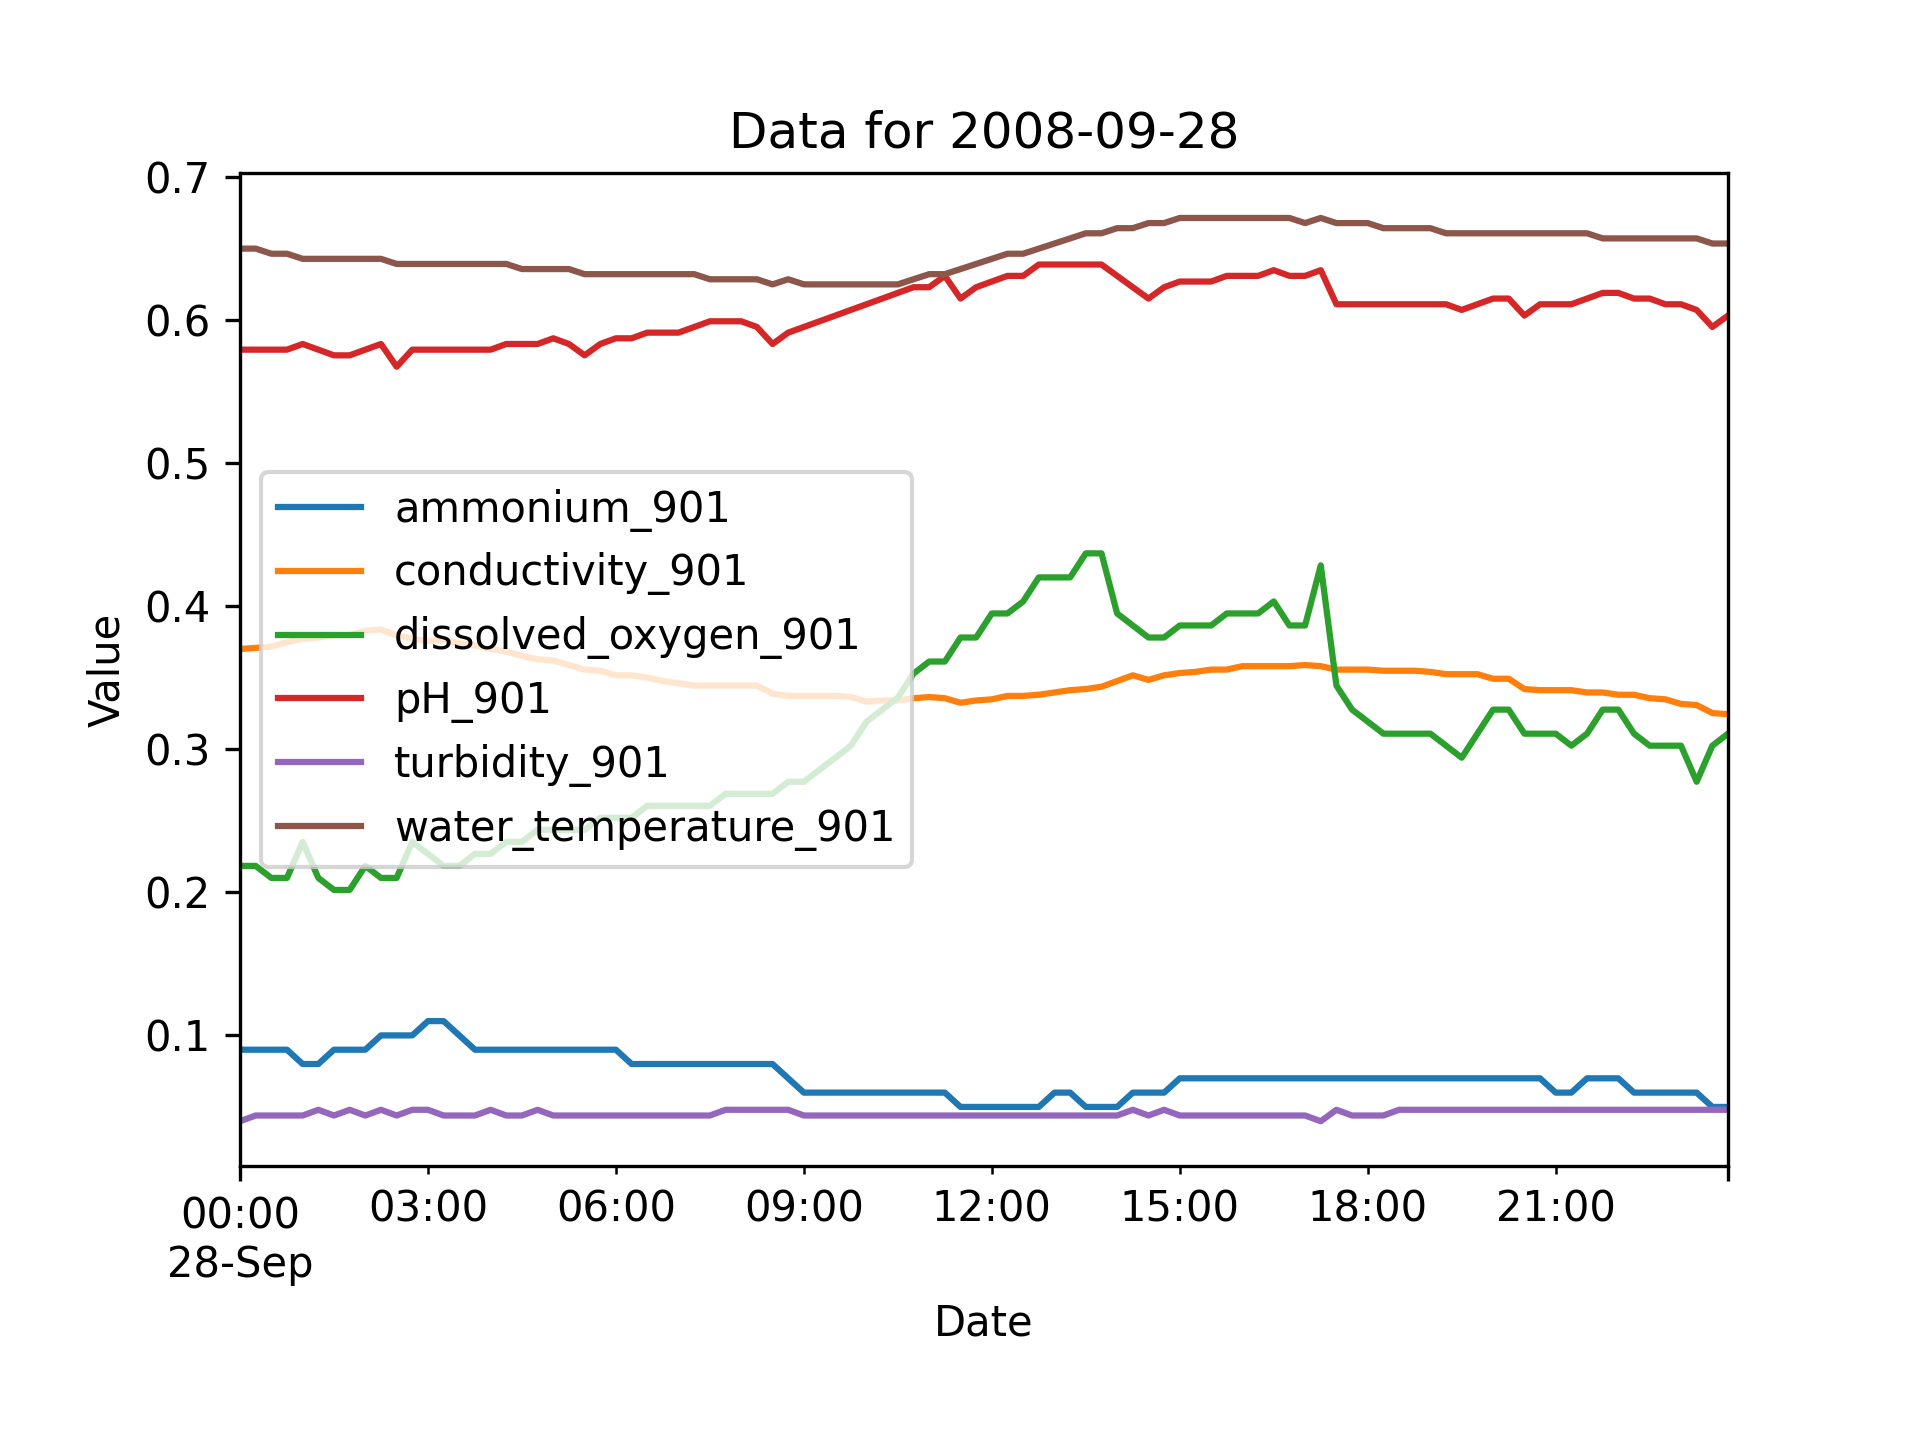 Data for 2008-09-28
0.7
0.6
0.5
0.4
0.3
0.2
0.1
Value
ammonium_901
conductivity_901
dissolved_oxygen_901
pH_901
turbidity_901
water_temperature_901
00:00 03:00 06:00 09:00 12:00 15:00 18:00 21:00
28-Sep
Date